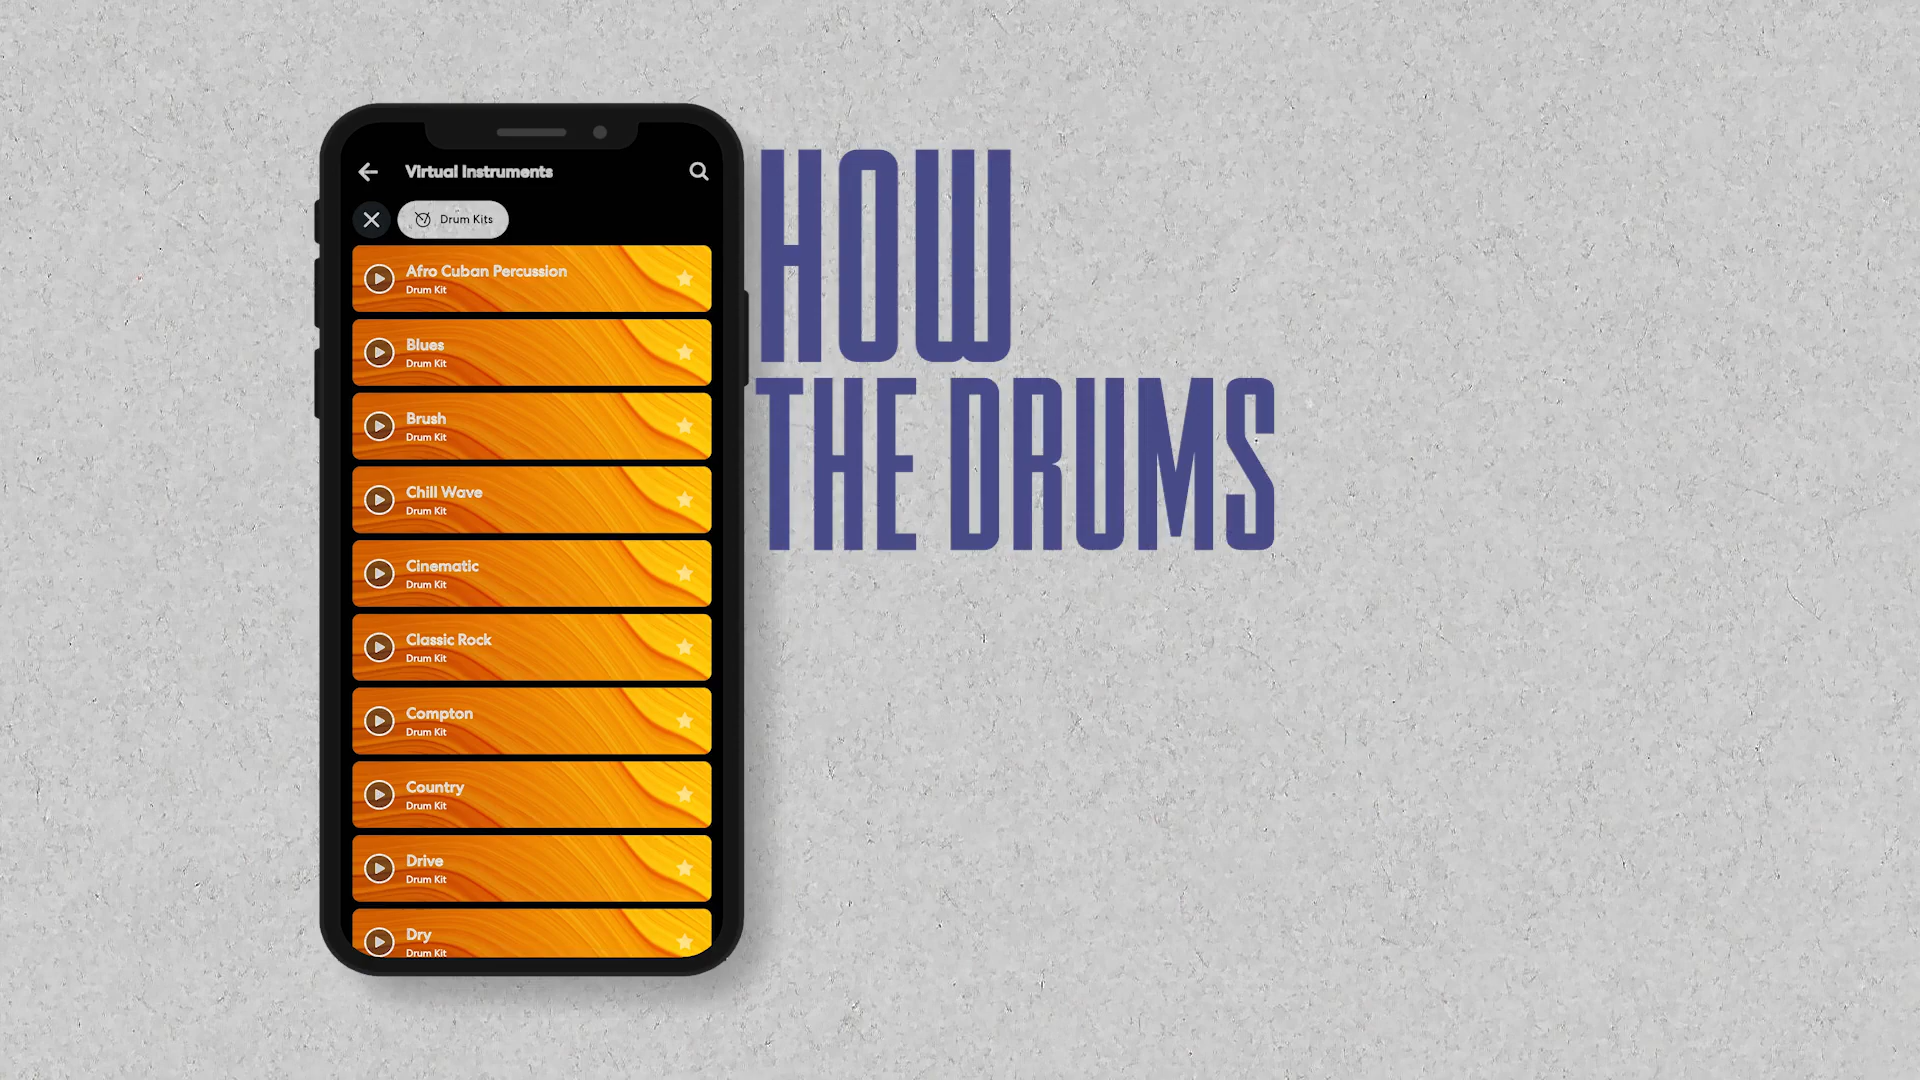 Virtual Instruments
Drum Kits
Afro Cuban Percussion
Drum Kit
Blues
Drum Kit
Brush
Drum Kit
Chill Wave
Drum Kit
Cinematic
Drum Kit
Classic Rock
Drum Kit
Compton
Drum Kit
Country
Drum Kit
Drive
Drum Kit
Dry
Drum Kit
HOW
THE DRUMS